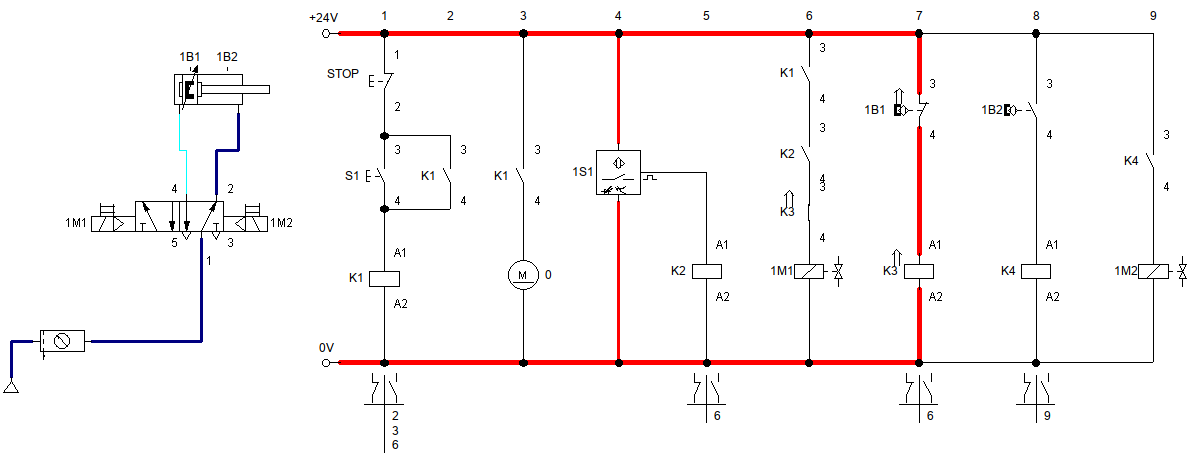 1 2 3 4 5 6 7 8 9
+24V
1B1 1B2
1 3 3 3
STOP K1
2 4 4 4
1B1 1B2
3 3 3 4 4 3
S1 K1 K1 1S1 K2 K4
4 4 4 4 4
4 2 3
K3
1M1 1M2
5 3 4
1
A1 A1 A1 A1
K1 M 0 K2 1M1 K3 K4 1M2
A2 A2 A2 A2
0V
2 6 6 9
3
6